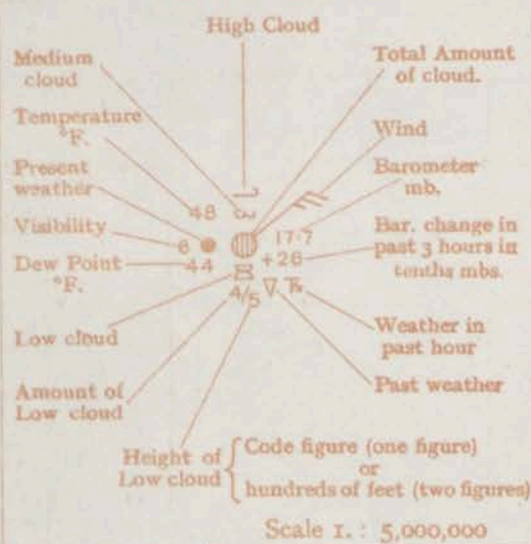 High Cloud
Medium
cloud
Total Amount
of cloud.
Temperature
°F.
Wind
Present
weather
Barometer
mb.
48
Visibility
6
17.7
Bar. change in
past 3 hours in
tenths mbs.
Dew Point
°F.
44
+26
4/5
Low cloud
Weather in
past hour
Amount of
Low cloud
Past weather
Height of
Low cloud
Code figure (one figure)
or
hundreds of feet (two figures)
Scale 1. : 5,000,000